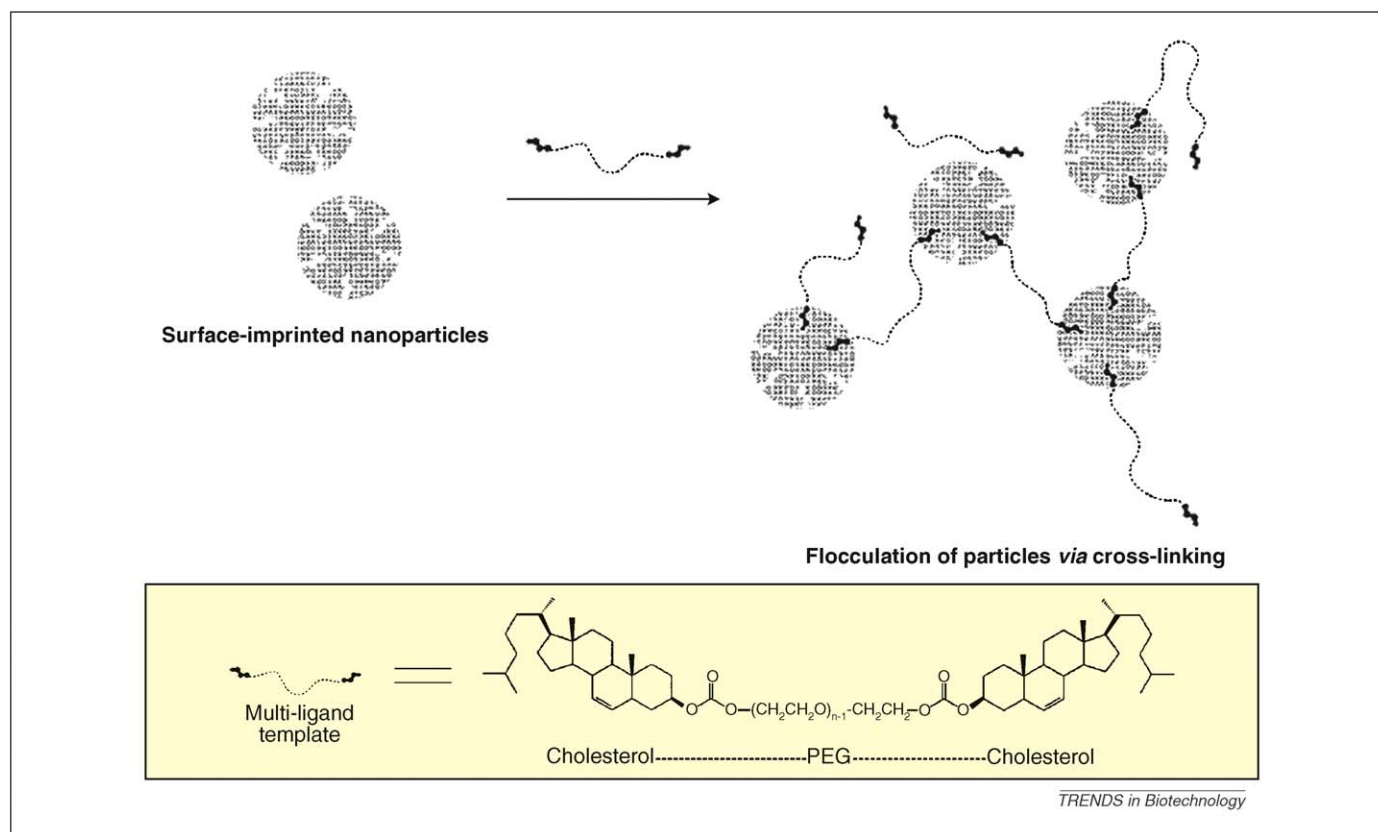 Surface-imprinted nanoparticles
Flocculation of particles via cross-linking
Multi-ligand
template
O
O
O
O–(CH₂CH₂O)n-1-CH₂CH₂–O
O
O
Cholesterol-----------------------PEG-------------------Cholesterol
TRENDS in Biotechnology